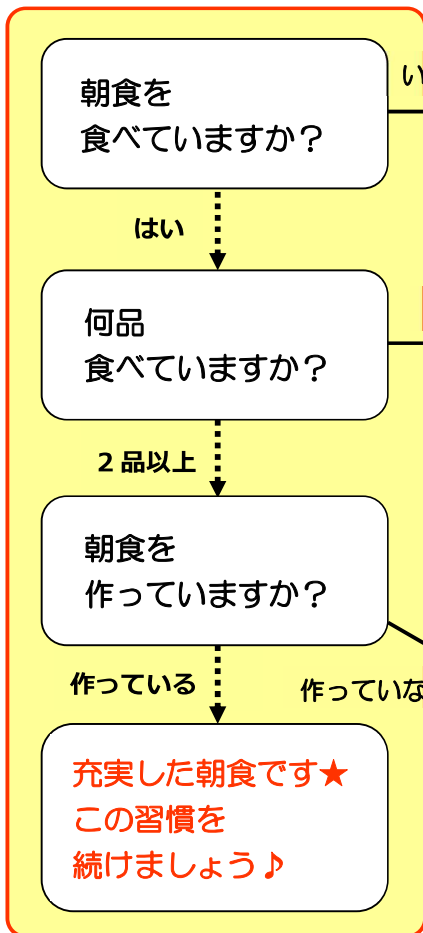 朝食を
食べていますか？
い
はい
何品
食べていますか？
2品以上
朝食を
作っていますか？
作っている
作っていな
充実した朝食です★
この習慣を
続けましょう♪